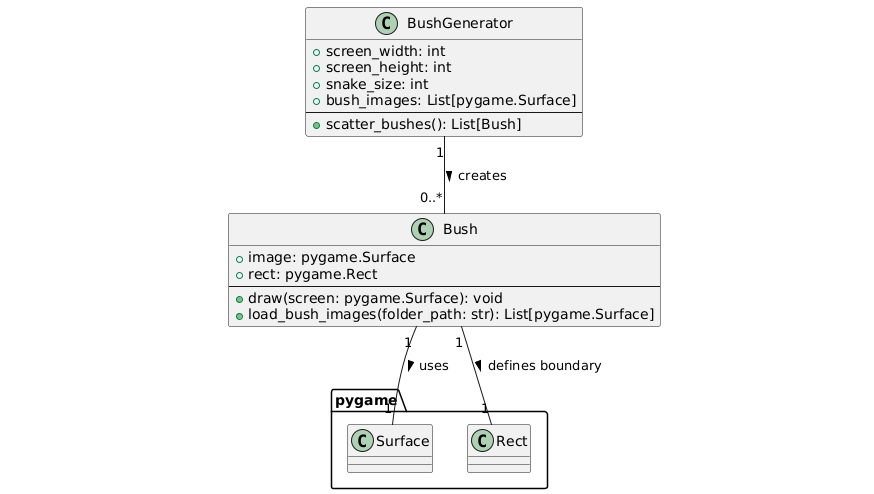 C BushGenerator
screen_width: int
screen_height: int
snake_size: int
bush_images: List[pygame.Surface]
scatter_bushes(): List[Bush]
1
creates
0..*
C Bush
image: pygame.Surface
rect: pygame.Rect
draw(screen: pygame.Surface): void
load_bush_images(folder_path: str): List[pygame.Surface]
1 1
uses defines boundary
pygame
1 1
C Surface C Rect